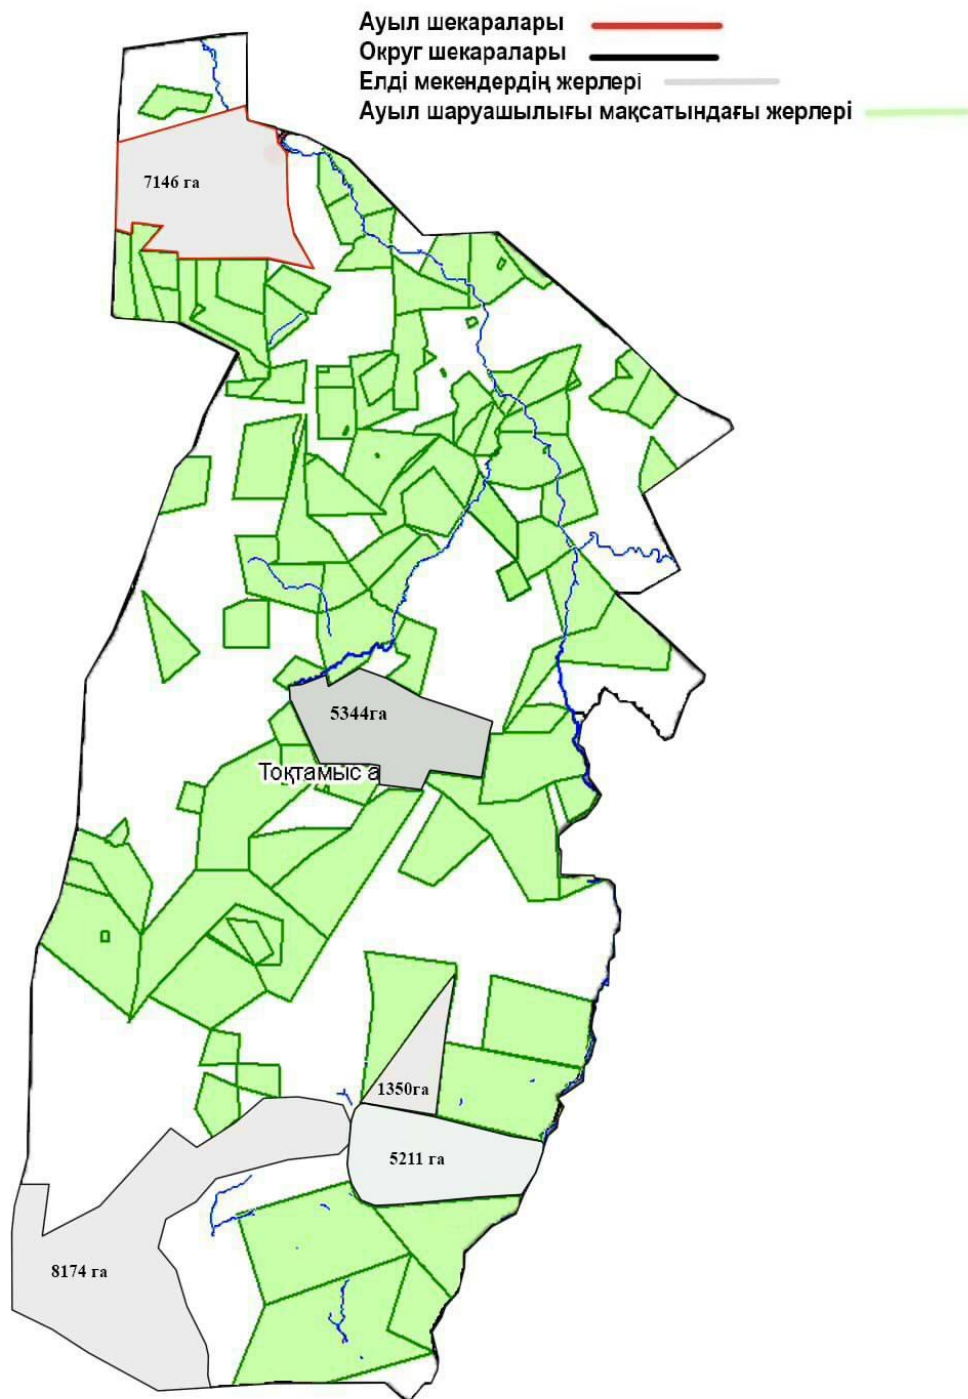 Ауыл шекаралары
Округ шекаралары
Елді мекендердің жерлері
Ауыл шаруашылығы мақсатындағы жерлері
7146 га
5344га
Тоқтамыс а
1350га
5211 га
8174 га